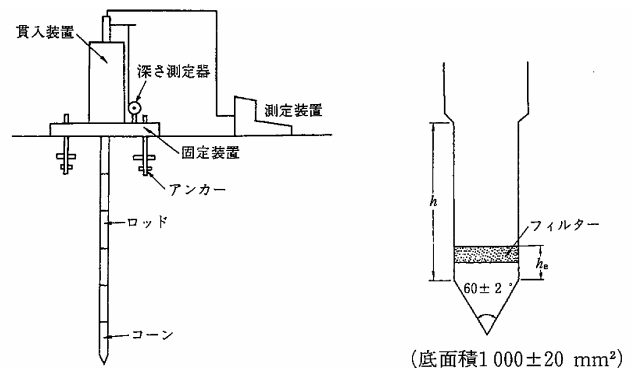 貫入装置
深さ測定器
測定装置
固定装置
アンカー
ロッド
コーン
h
フィルター
he
60±2°
(底面積1 000±20 mm²)